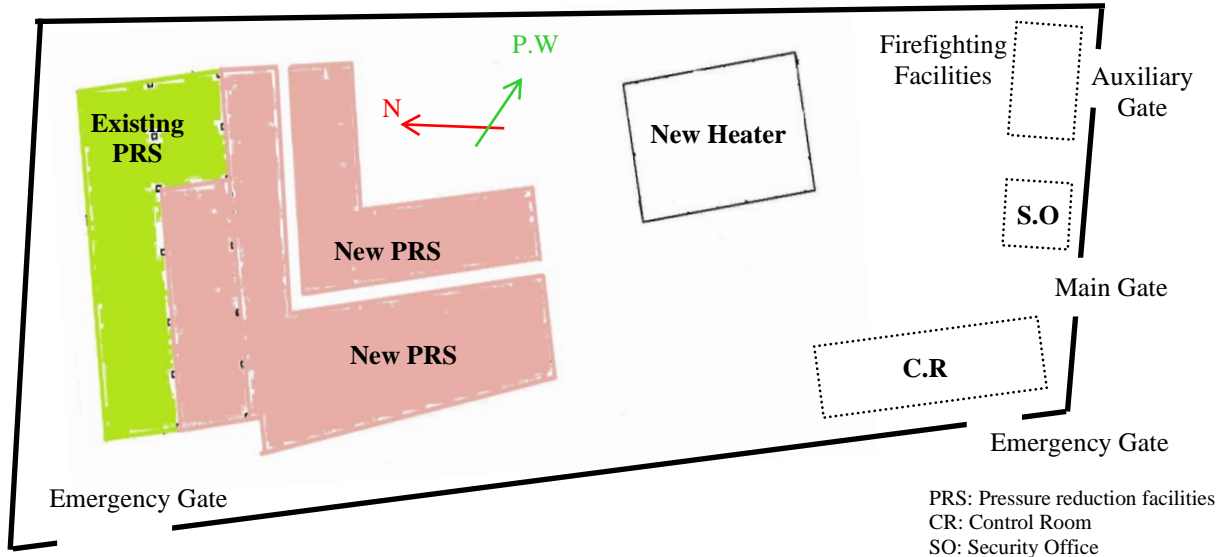 P.W
N
Firefighting
Facilities
Auxiliary
Gate
Existing
PRS
New Heater
S.O
New PRS
Main Gate
New PRS
C.R
Emergency Gate
Emergency Gate
PRS: Pressure reduction facilities
CR: Control Room
SO: Security Office